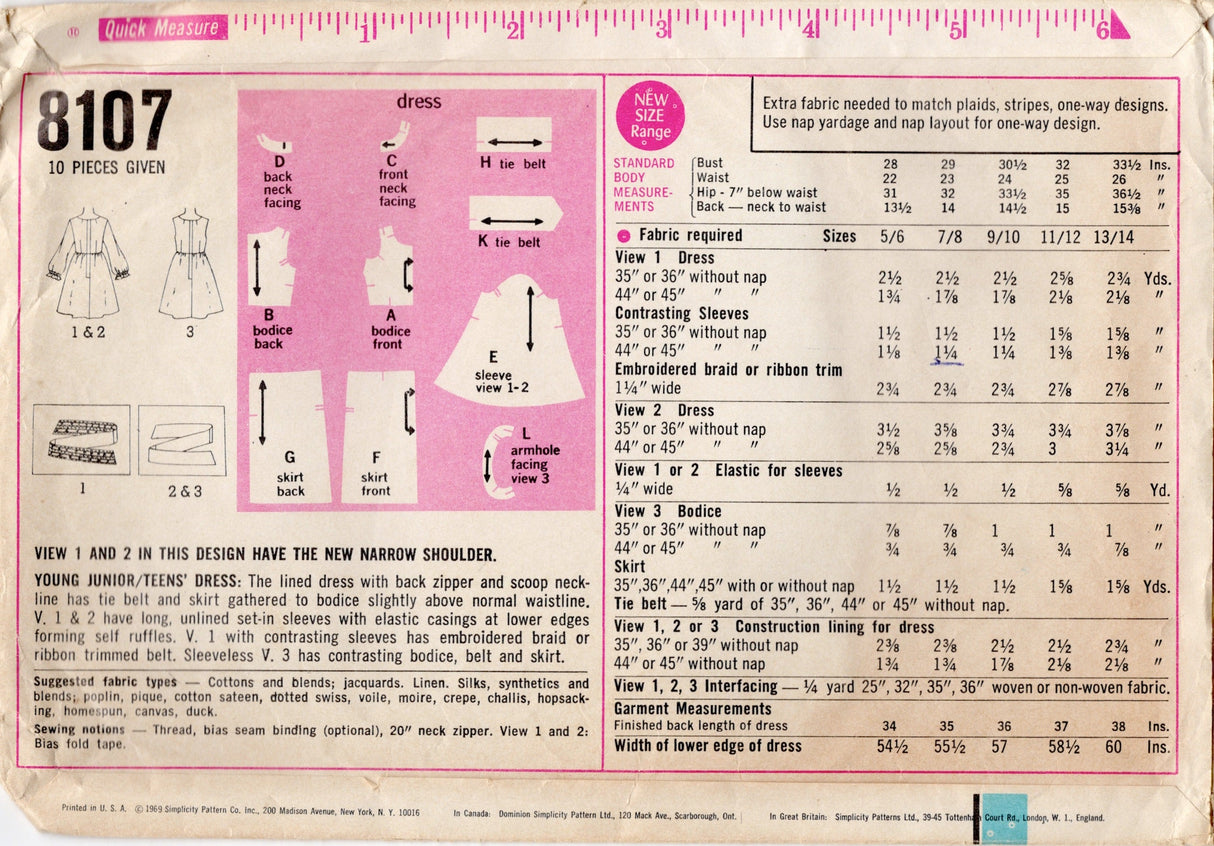 Quick Measure
1 2 3 4 5 6
8107
10 PIECES GIVEN
1 & 2
3
1
2 & 3
dress
D
back
neck
facing
C
front
neck
facing
H tie belt
K tie belt
B
bodice
back
A
bodice
front
E
sleeve
view 1-2
G
skirt
back
F
skirt
front
L
armhole
facing
view 3
VIEW 1 AND 2 IN THIS DESIGN HAVE THE NEW NARROW SHOULDER.
YOUNG JUNIOR/TEENS' DRESS: The lined dress with back zipper and scoop neck-
line has tie belt and skirt gathered to bodice slightly above normal waistline.
V. 1 & 2 have long, unlined set-in sleeves with elastic casings at lower edges
forming self ruffles. V. 1 with contrasting sleeves has embroidered braid or
ribbon trimmed belt. Sleeveless V. 3 has contrasting bodice, belt and skirt.
Suggested fabric types — Cottons and blends; jacquards. Linen. Silks, synthetics and
blends; poplin, pique, cotton sateen, dotted swiss, voile, moire, crepe, challis, hopsack-
ing, homespun, canvas, duck.
Sewing notions — Thread, bias seam binding (optional), 20" neck zipper. View 1 and 2:
Bias fold tape.
NEW
SIZE
Range
Extra fabric needed to match plaids, stripes, one-way designs.
Use nap yardage and nap layout for one-way design.
STANDARD
BODY
MEASURE-
MENTS
Bust 28 29 30½ 32 33½ Ins.
Waist 22 23 24 25 26 "
Hip - 7" below waist 31 32 33½ 35 36½ "
Back — neck to waist 13½ 14 14½ 15 15⅜ "
Fabric required Sizes 5/6 7/8 9/10 11/12 13/14
View 1 Dress
35" or 36" without nap 2½ 2½ 2½ 2⅝ 2¾ Yds.
44" or 45" " " 1¾ 1⅞ 1⅞ 2⅛ 2⅛ "
Contrasting Sleeves
35" or 36" without nap 1½ 1½ 1½ 1⅝ 1⅝ "
44" or 45" " " 1⅛ 1¼ 1¼ 1⅜ 1⅜ "
Embroidered braid or ribbon trim
1¼" wide 2¾ 2¾ 2¾ 2⅞ 2⅞ "
View 2 Dress
35" or 36" without nap 3½ 3⅝ 3¾ 3¾ 3⅞ "
44" or 45" " " 2⅝ 2⅝ 2¾ 3 3¼ "
View 1 or 2 Elastic for sleeves
¼" wide ½ ½ ½ ⅝ ⅝ Yd.
View 3 Bodice
35" or 36" without nap ⅞ ⅞ 1 1 1 "
44" or 45" " " ¾ ¾ ¾ ¾ ⅞ "
Skirt
35",36",44",45" with or without nap 1½ 1½ 1½ 1⅝ 1⅝ Yds.
Tie belt — ⅝ yard of 35", 36", 44" or 45" without nap.
View 1, 2 or 3 Construction lining for dress
35", 36" or 39" without nap 2⅜ 2⅜ 2½ 2½ 2¾ "
44" or 45" without nap 1¾ 1¾ 1⅞ 2⅛ 2⅛ "
View 1, 2, 3 Interfacing — ¼ yard 25", 32", 35", 36" woven or non-woven fabric.
Garment Measurements
Finished back length of dress 34 35 36 37 38 Ins.
Width of lower edge of dress 54½ 55½ 57 58½ 60 Ins.
Printed in U. S. A. © 1969 Simplicity Pattern Co. Inc., 200 Madison Avenue, New York, N. Y. 10016 In Canada: Dominion Simplicity Pattern Ltd., 120 Mack Ave., Scarborough, Ont. In Great Britain: Simplicity Patterns Ltd., 39-45 Tottenham Court Rd., London, W. 1., England.